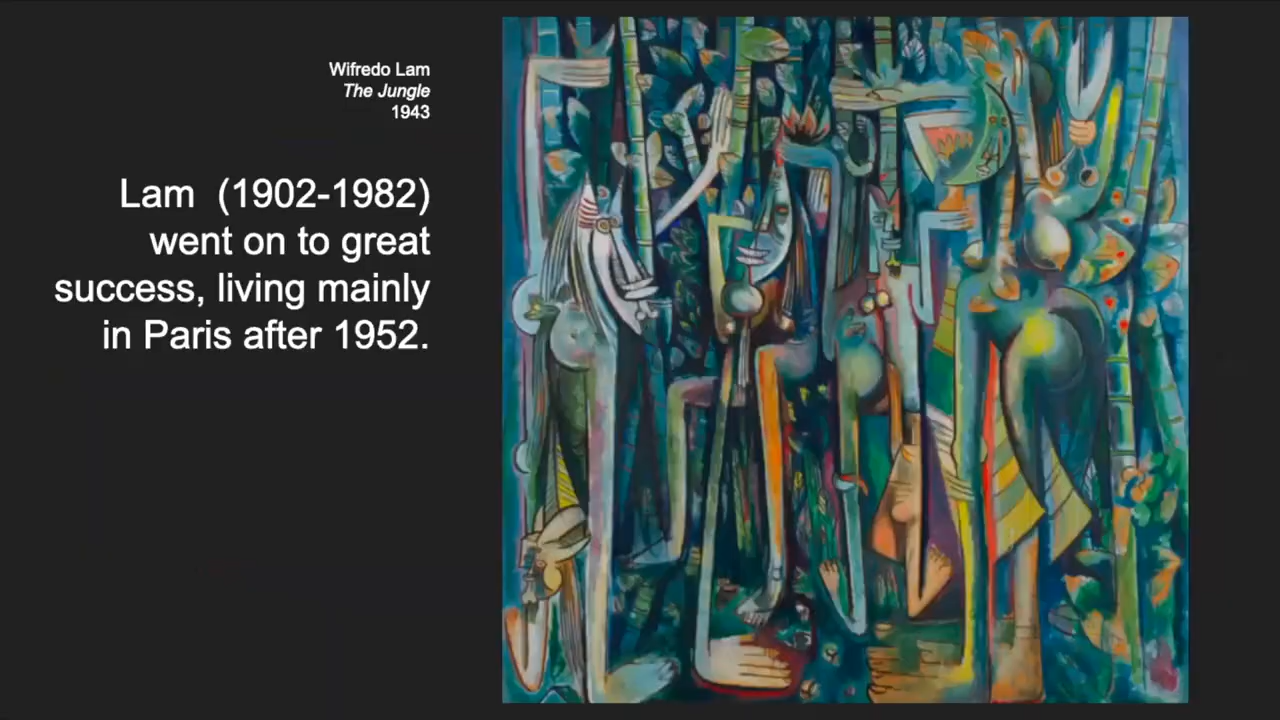 Wifredo Lam
The Jungle
1943
Lam (1902-1982)
went on to great
success, living mainly
in Paris after 1952.